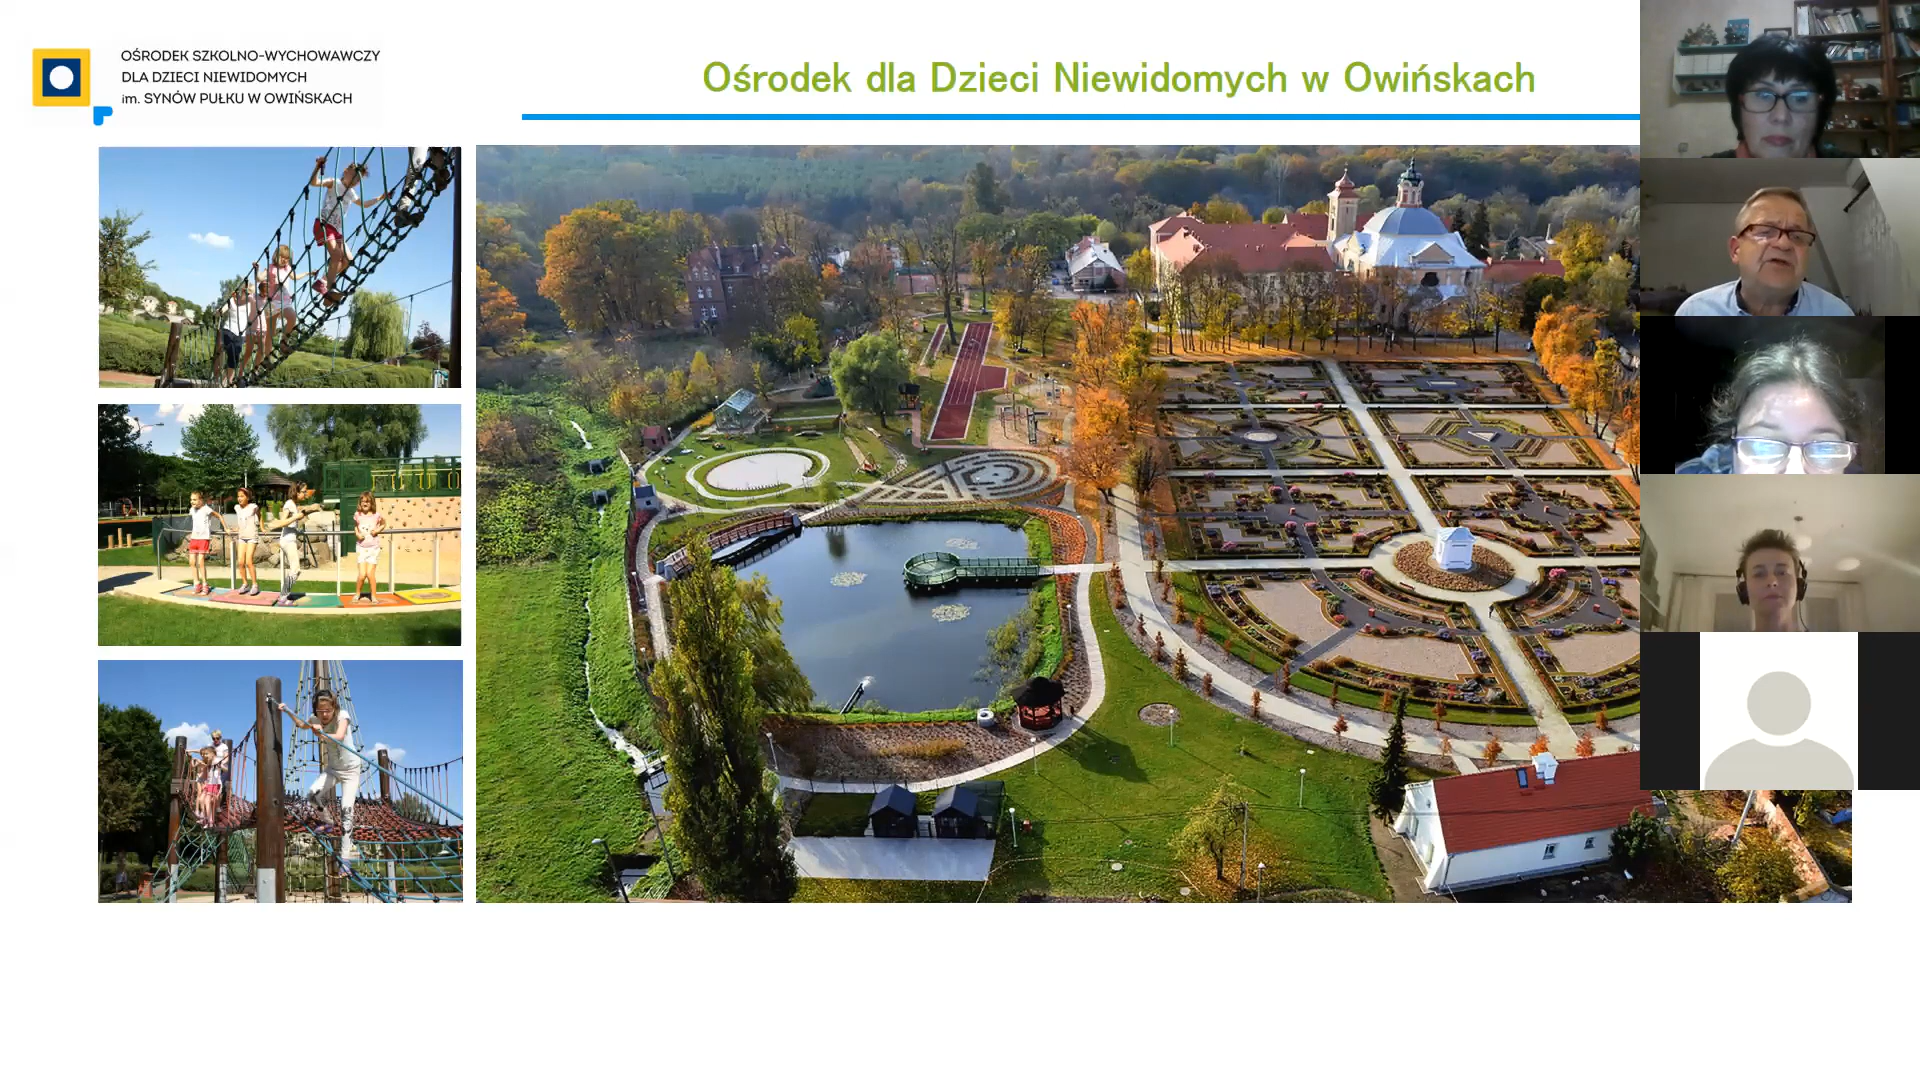 OŚRODEK SZKOLNO-WYCHOWAWCZY
DLA DZIECI NIEWIDOMYCH
im. SYNÓW PUŁKU W OWIŃSKACH
Ośrodek dla Dzieci Niewidomych w Owińskach